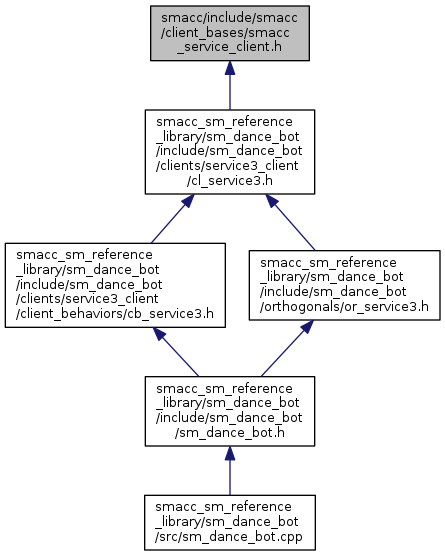 smacc/include/smacc
/client_bases/smacc
_service_client.h
smacc_sm_reference
_library/sm_dance_bot
/include/sm_dance_bot
/clients/service3_client
/cl_service3.h
smacc_sm_reference
_library/sm_dance_bot
/include/sm_dance_bot
/clients/service3_client
/client_behaviors/cb_service3.h
smacc_sm_reference
_library/sm_dance_bot
/include/sm_dance_bot
/orthogonals/or_service3.h
smacc_sm_reference
_library/sm_dance_bot
/include/sm_dance_bot
/sm_dance_bot.h
smacc_sm_reference
_library/sm_dance_bot
/src/sm_dance_bot.cpp